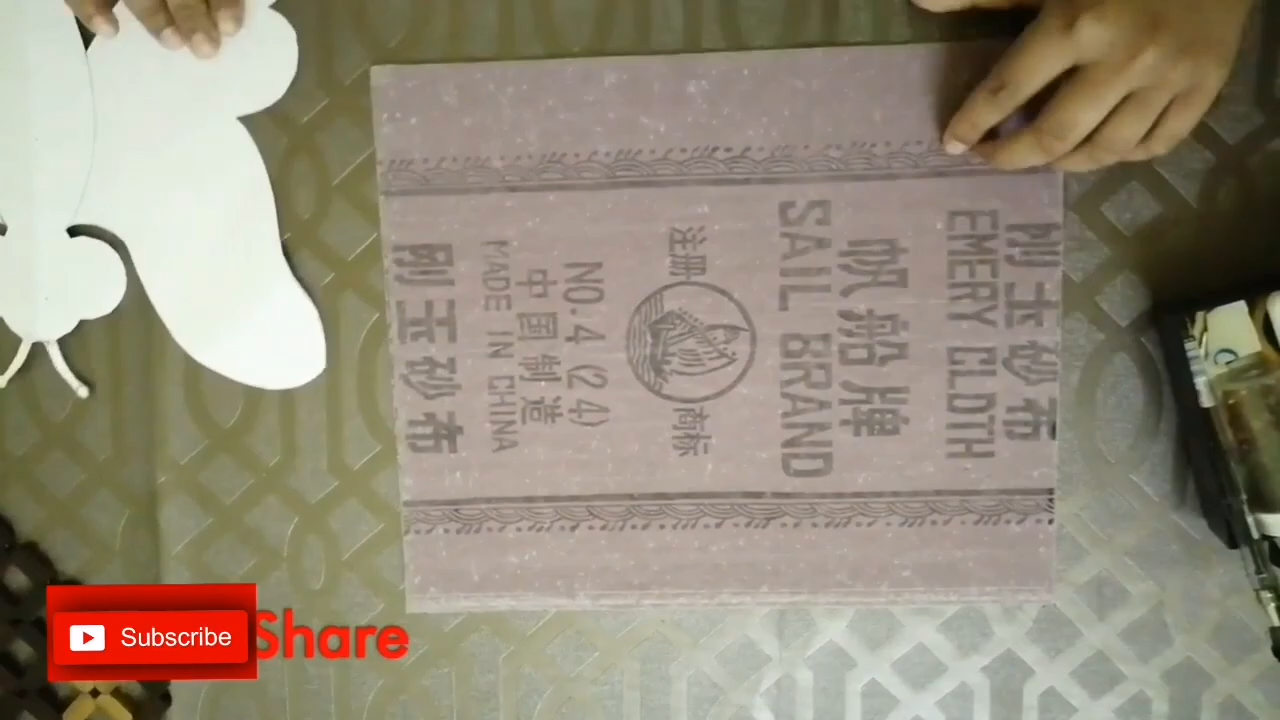 刚玉砂布
EMERY CLOTH
帆船牌
SAIL BRAND
注册
商标
NO.4 (24)
中国制造
MADE IN CHINA
刚玉砂布
Subscribe
Share